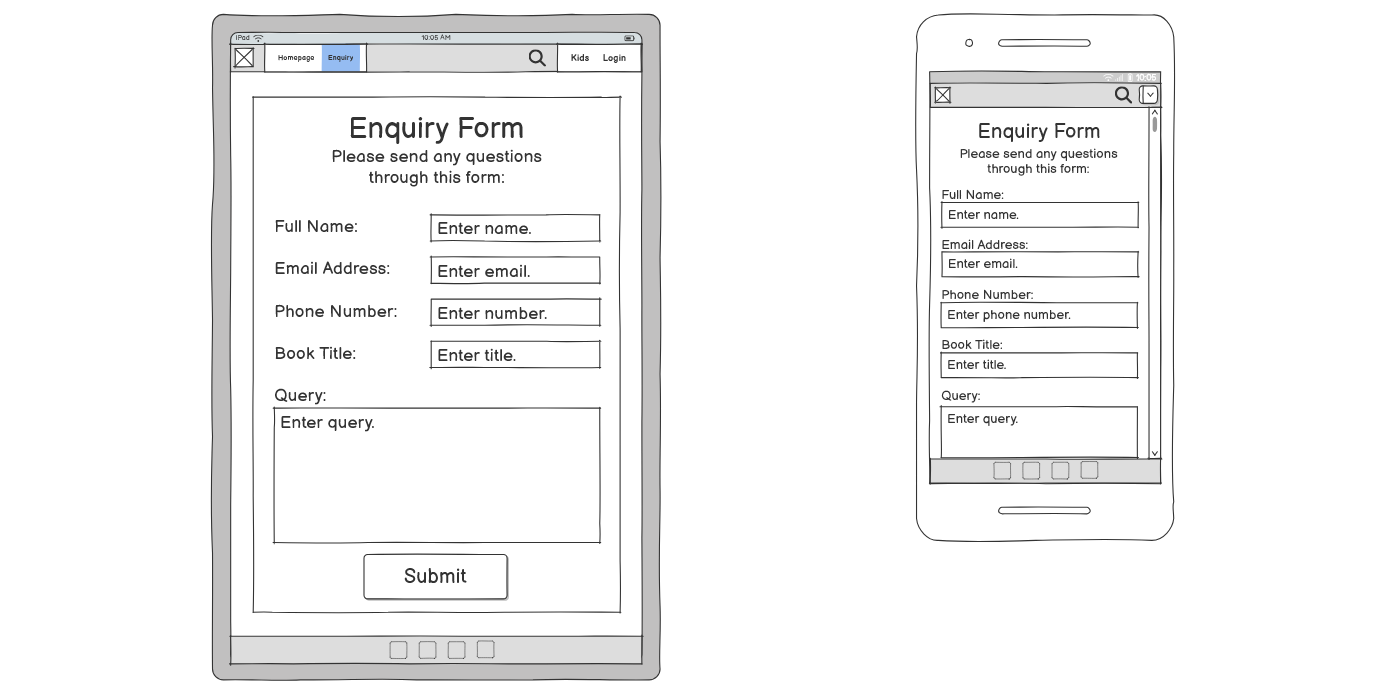 iPod
10:05 AM
Homepage
Enquiry
Kids
Login
Enquiry Form
Please send any questions
through this form:
Full Name:
Enter name.
Email Address:
Enter email.
Phone Number:
Enter number.
Book Title:
Enter title.
Query:
Enter query.
Submit
10:05
Enquiry Form
Please send any questions
through this form:
Full Name:
Enter name.
Email Address:
Enter email.
Phone Number:
Enter phone number.
Book Title:
Enter title.
Query:
Enter query.